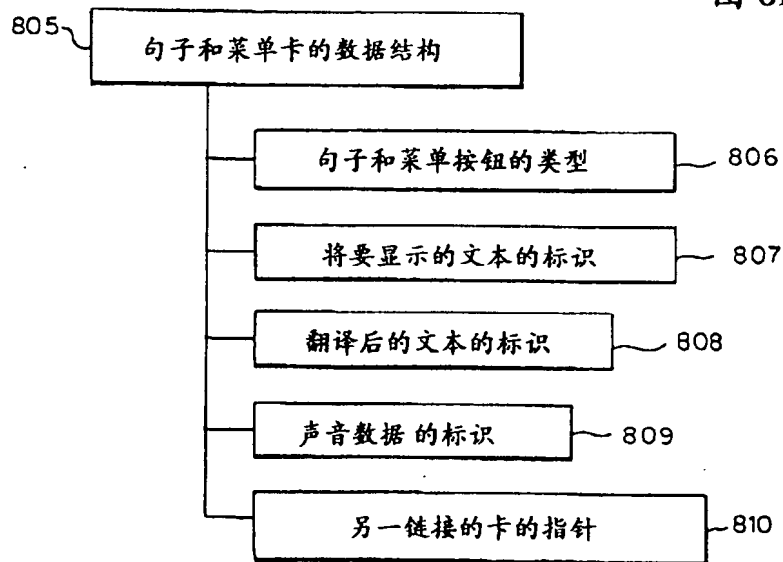 805 句子和菜单卡的数据结构
句子和菜单按钮的类型 806
将要显示的文本的标识 807
翻译后的文本的标识 808
声音数据的标识 809
另一链接的卡的指针 810